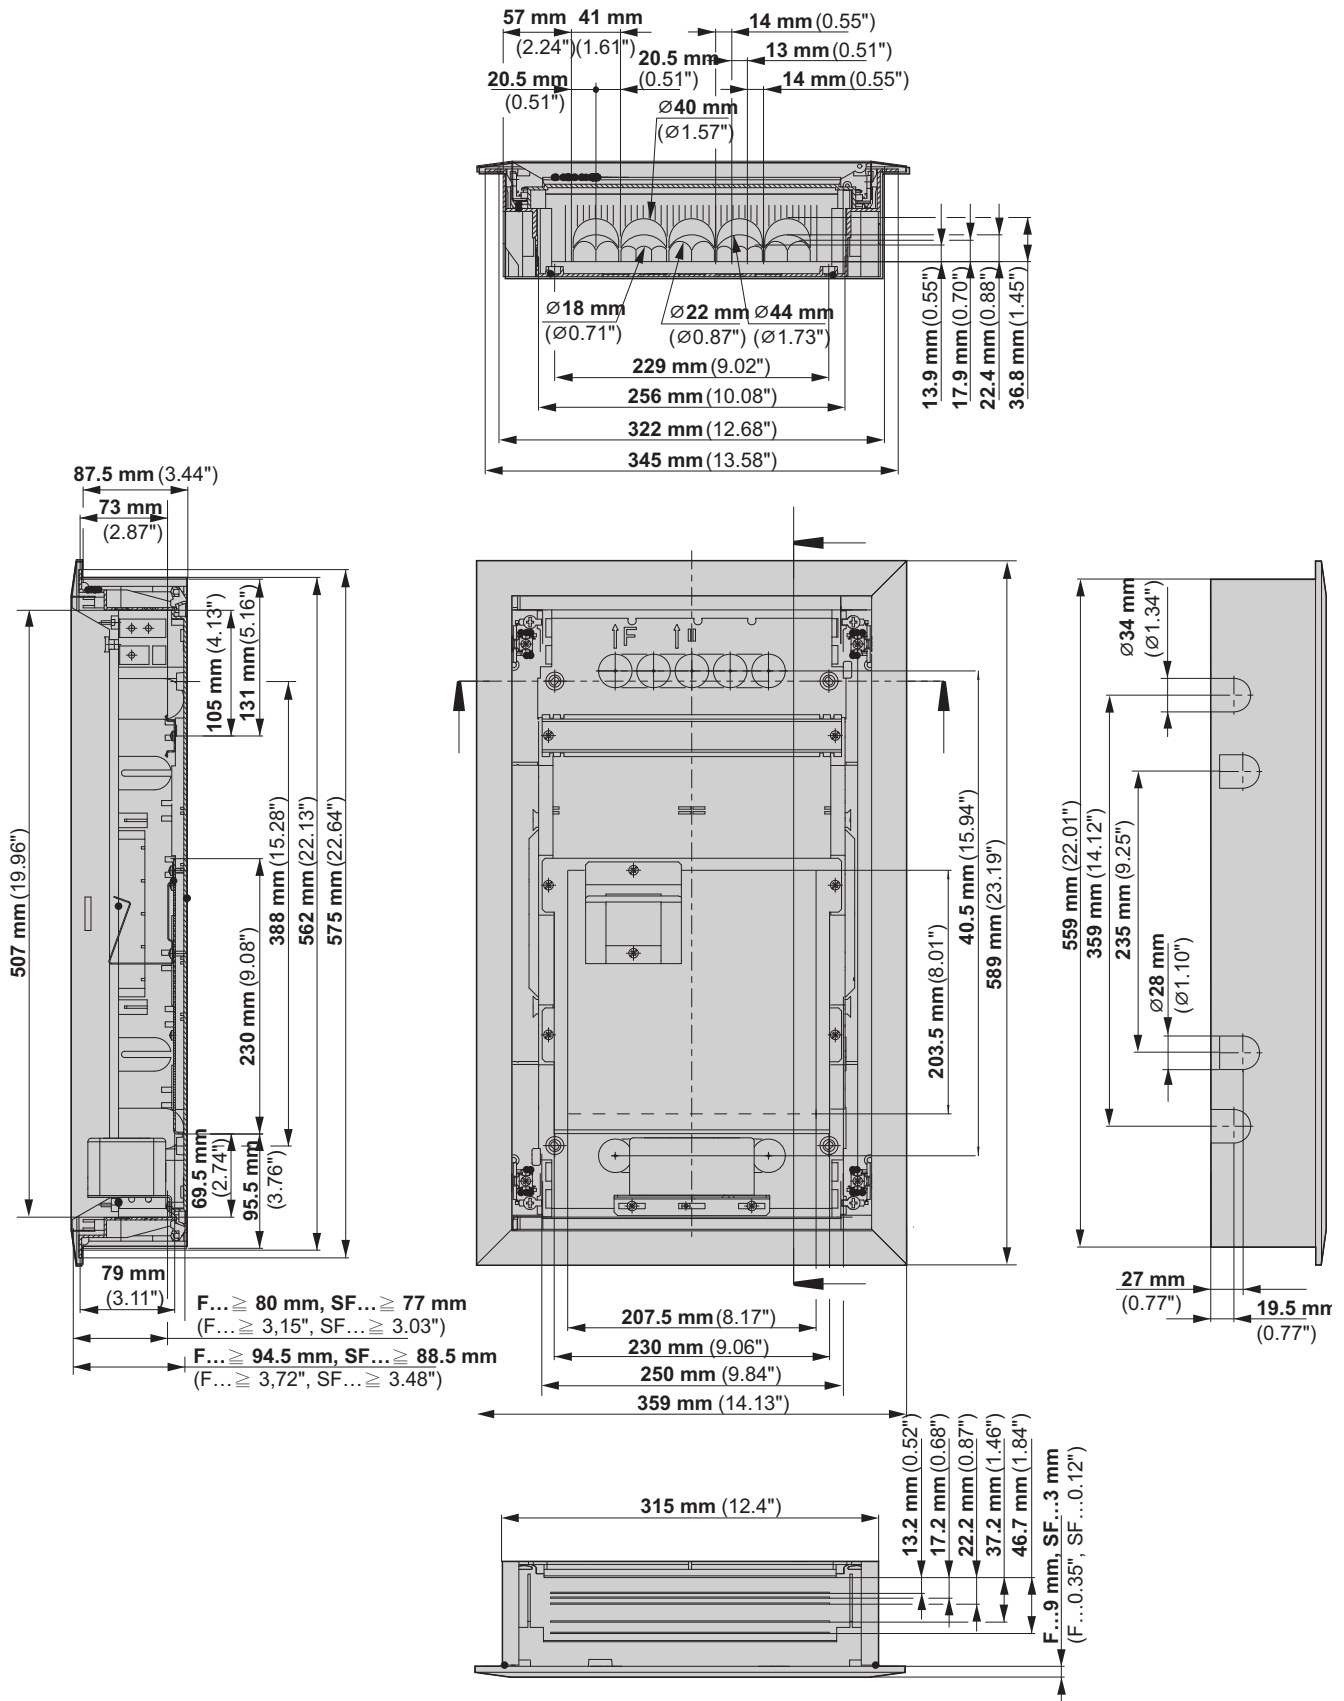 57 mm 41 mm
(2.24")(1.61")
14 mm (0.55")
20.5 mm
(0.51")
13 mm (0.51")
20.5 mm
(0.51")
14 mm (0.55")
∅40 mm
(∅1.57")
∅18 mm
(∅0.71")
∅22 mm
(∅0.87")
∅44 mm
(∅1.73")
229 mm (9.02")
256 mm (10.08")
322 mm (12.68")
345 mm (13.58")
13.9 mm (0.55")
17.9 mm (0.70")
22.4 mm (0.88")
36.8 mm (1.45")
87.5 mm (3.44")
73 mm
(2.87")
507 mm (19.96")
105 mm (4.13")
131 mm (5.16")
388 mm (15.28")
562 mm (22.13")
575 mm (22.64")
230 mm (9.08")
69.5 mm
(2.74")
95.5 mm
(3.76")
79 mm
(3.11")
F...≧ 80 mm, SF...≧ 77 mm
(F...≧ 3,15", SF...≧ 3.03")
F...≧ 94.5 mm, SF...≧ 88.5 mm
(F...≧ 3,72", SF...≧ 3.48")
F
40.5 mm (15.94")
589 mm (23.19")
203.5 mm (8.01")
207.5 mm (8.17")
230 mm (9.06")
250 mm (9.84")
359 mm (14.13")
∅34 mm
(∅1.34")
559 mm (22.01")
359 mm (14.12")
235 mm (9.25")
∅28 mm
(∅1.10")
27 mm
(0.77")
19.5 mm
(0.77")
315 mm (12.4")
13.2 mm (0.52")
17.2 mm (0.68")
22.2 mm (0.87")
37.2 mm (1.46")
46.7 mm (1.84")
F...9 mm, SF...3 mm
(F...0.35", SF...0.12")